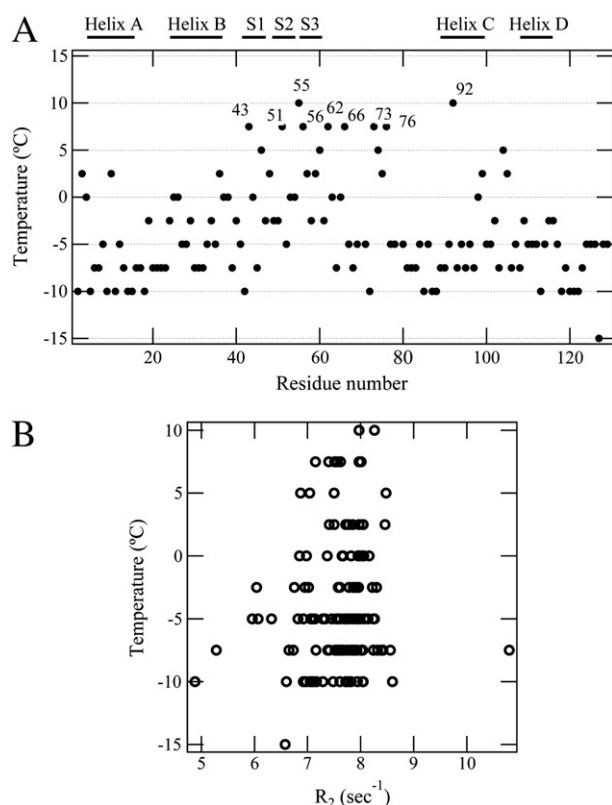 Helix A Helix B S1 S2 S3 Helix C Helix D
A
15
10
5
0
-5
-10
-15
Temperature (ºC)
55
92
43
51
56
62
66
73
76
20 40 60 80 100 120
Residue number
B
10
5
0
-5
-10
-15
Temperature (ºC)
5 6 7 8 9 10
R₂ (sec⁻¹)